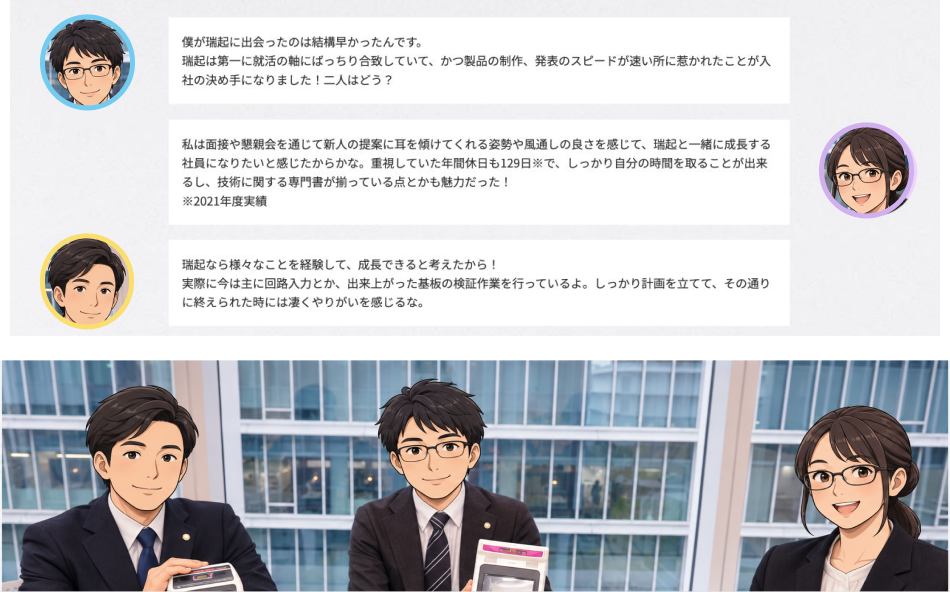 僕が瑞起に出会ったのは結構早かったんです。
瑞起は第一に就活の軸にばっちり合致していて、かつ製品の制作、発表のスピードが速い所に惹かれたことが入
社の決め手になりました！二人はどう？
私は面接や懇親会を通じて新人の提案に耳を傾けてくれる姿勢や風通しの良さを感じて、瑞起と一緒に成長する
社員になりたいと感じたからかな。重視していた年間休日も129日※で、しっかり自分の時間を取ることが出来
るし、技術に関する専門書が揃っている点とかも魅力だった！
※2021年度実績
瑞起なら様々なことを経験して、成長できると考えたから！
実際に今は主に回路入力とか、出来上がった基板の検証作業を行っているよ。しっかり計画を立てて、その通り
に終えられた時には凄くやりがいを感じるな。